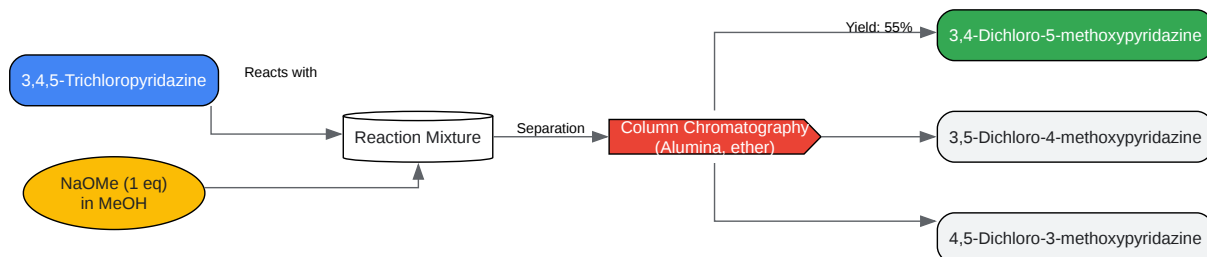 Yield: 55%
3,4-Dichloro-5-methoxypyridazine
3,4,5-Trichloropyridazine
Reacts with
Reaction Mixture
Separation
Column Chromatography
(Alumina, ether)
3,5-Dichloro-4-methoxypyridazine
NaOMe (1 eq)
in MeOH
4,5-Dichloro-3-methoxypyridazine